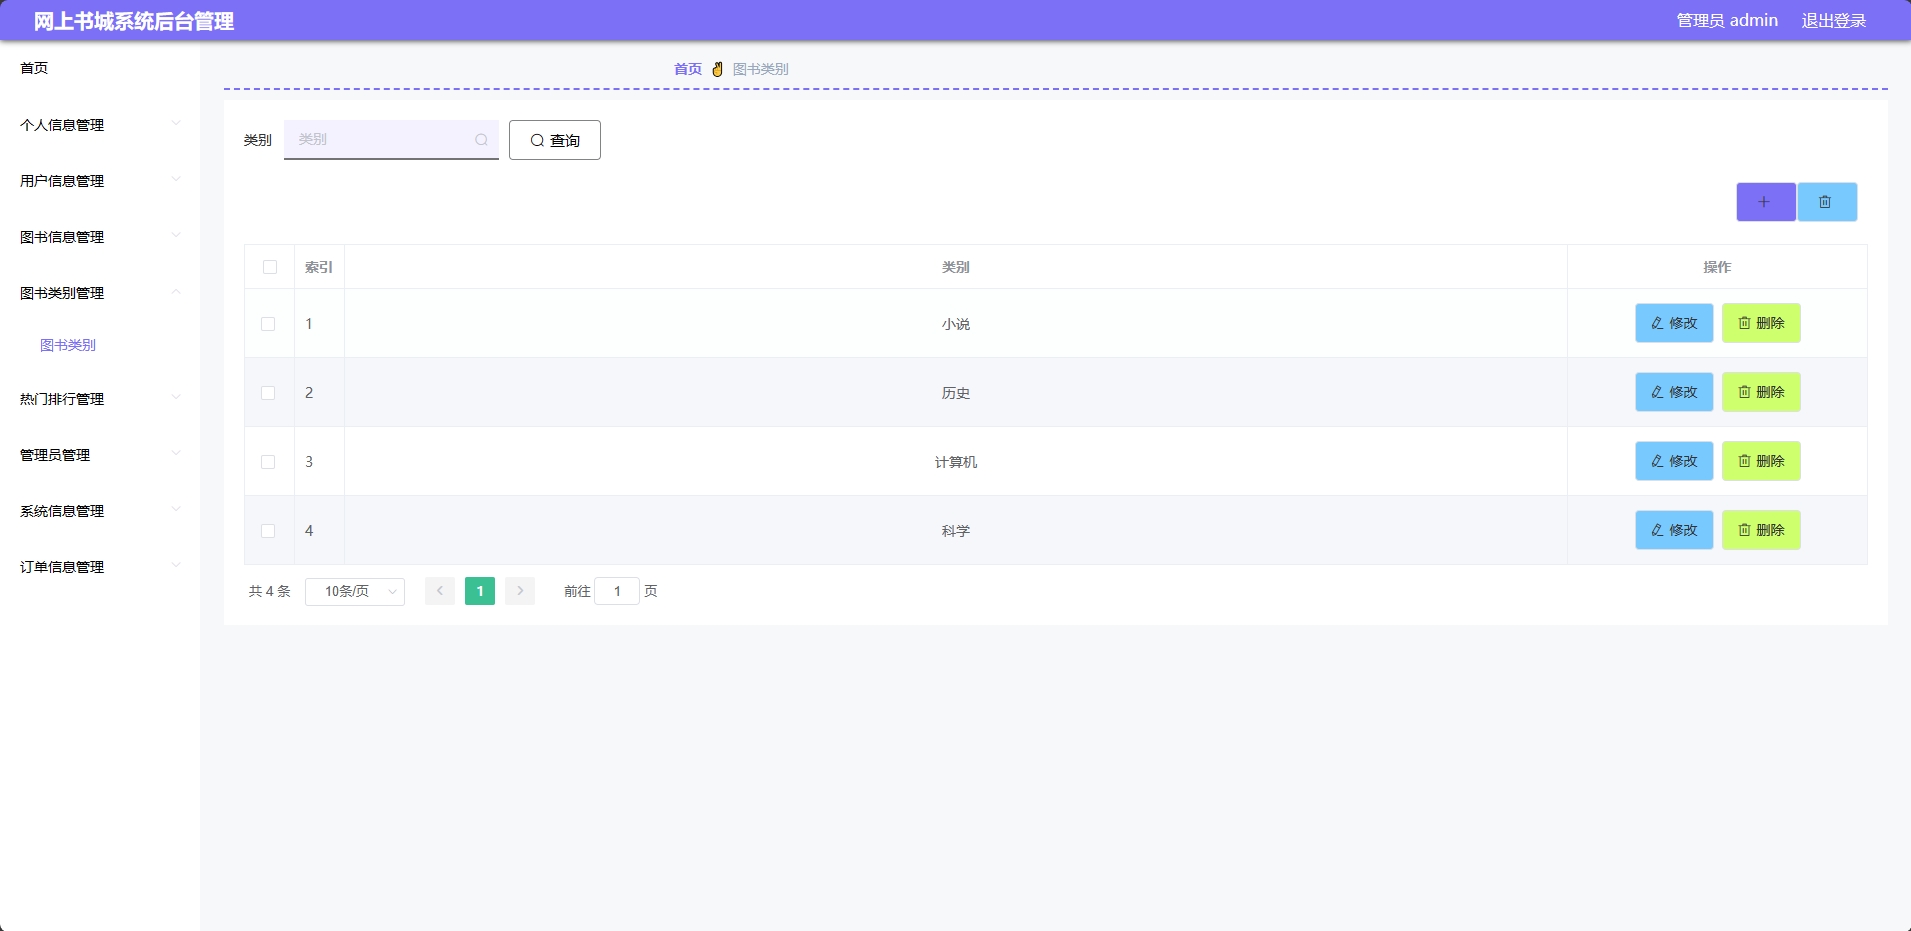 网上书城系统后台管理
管理员 admin 退出登录
首页
个人信息管理
用户信息管理
图书信息管理
图书类别管理
图书类别
热门排行管理
管理员管理
系统信息管理
订单信息管理
首页 ✌ 图书类别
类别 类别 查询
索引 类别 操作
1 小说 修改 删除
2 历史 修改 删除
3 计算机 修改 删除
4 科学 修改 删除
共 4 条 10条/页 1 前往 1 页